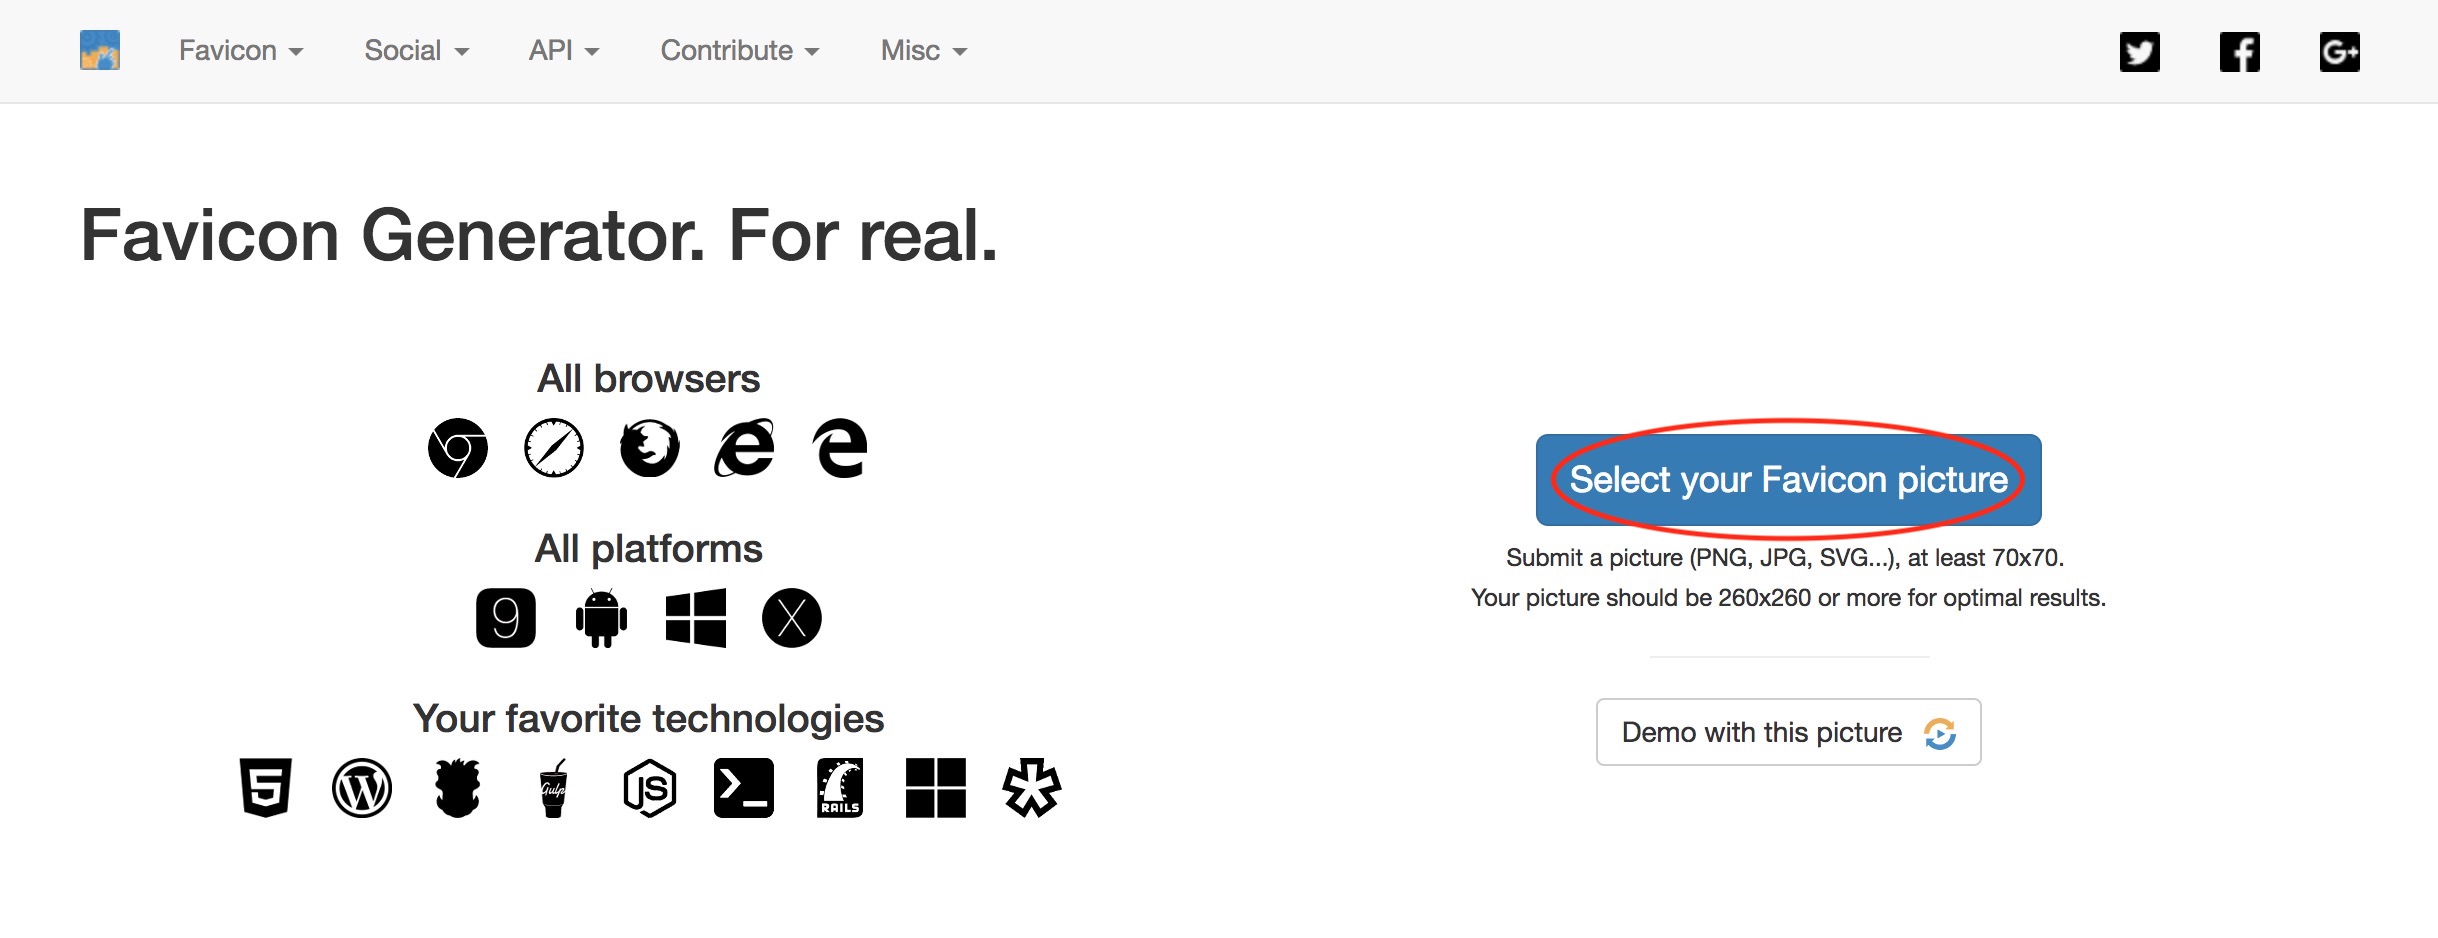 Favicon Social API Contribute Misc
G+
Favicon Generator. For real.
All browsers
All platforms
9 X
Your favorite technologies
5 W Gulp JS >_ RAILS
Select your Favicon picture
Submit a picture (PNG, JPG, SVG...), at least 70x70.
Your picture should be 260x260 or more for optimal results.
Demo with this picture